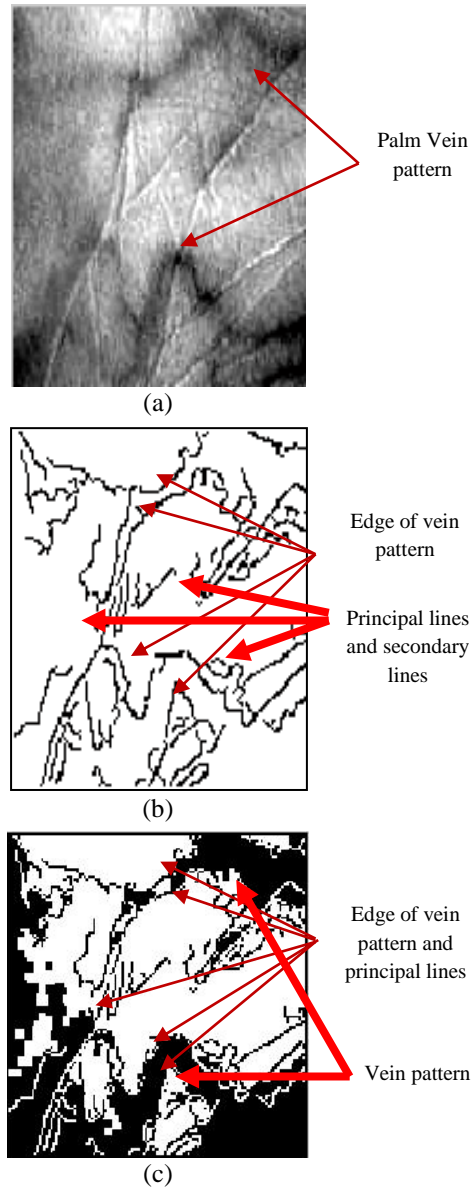 Palm Vein
pattern
(a)
Edge of vein
pattern
Principal lines
and secondary
lines
(b)
Edge of vein
pattern and
principal lines
Vein pattern
(c)